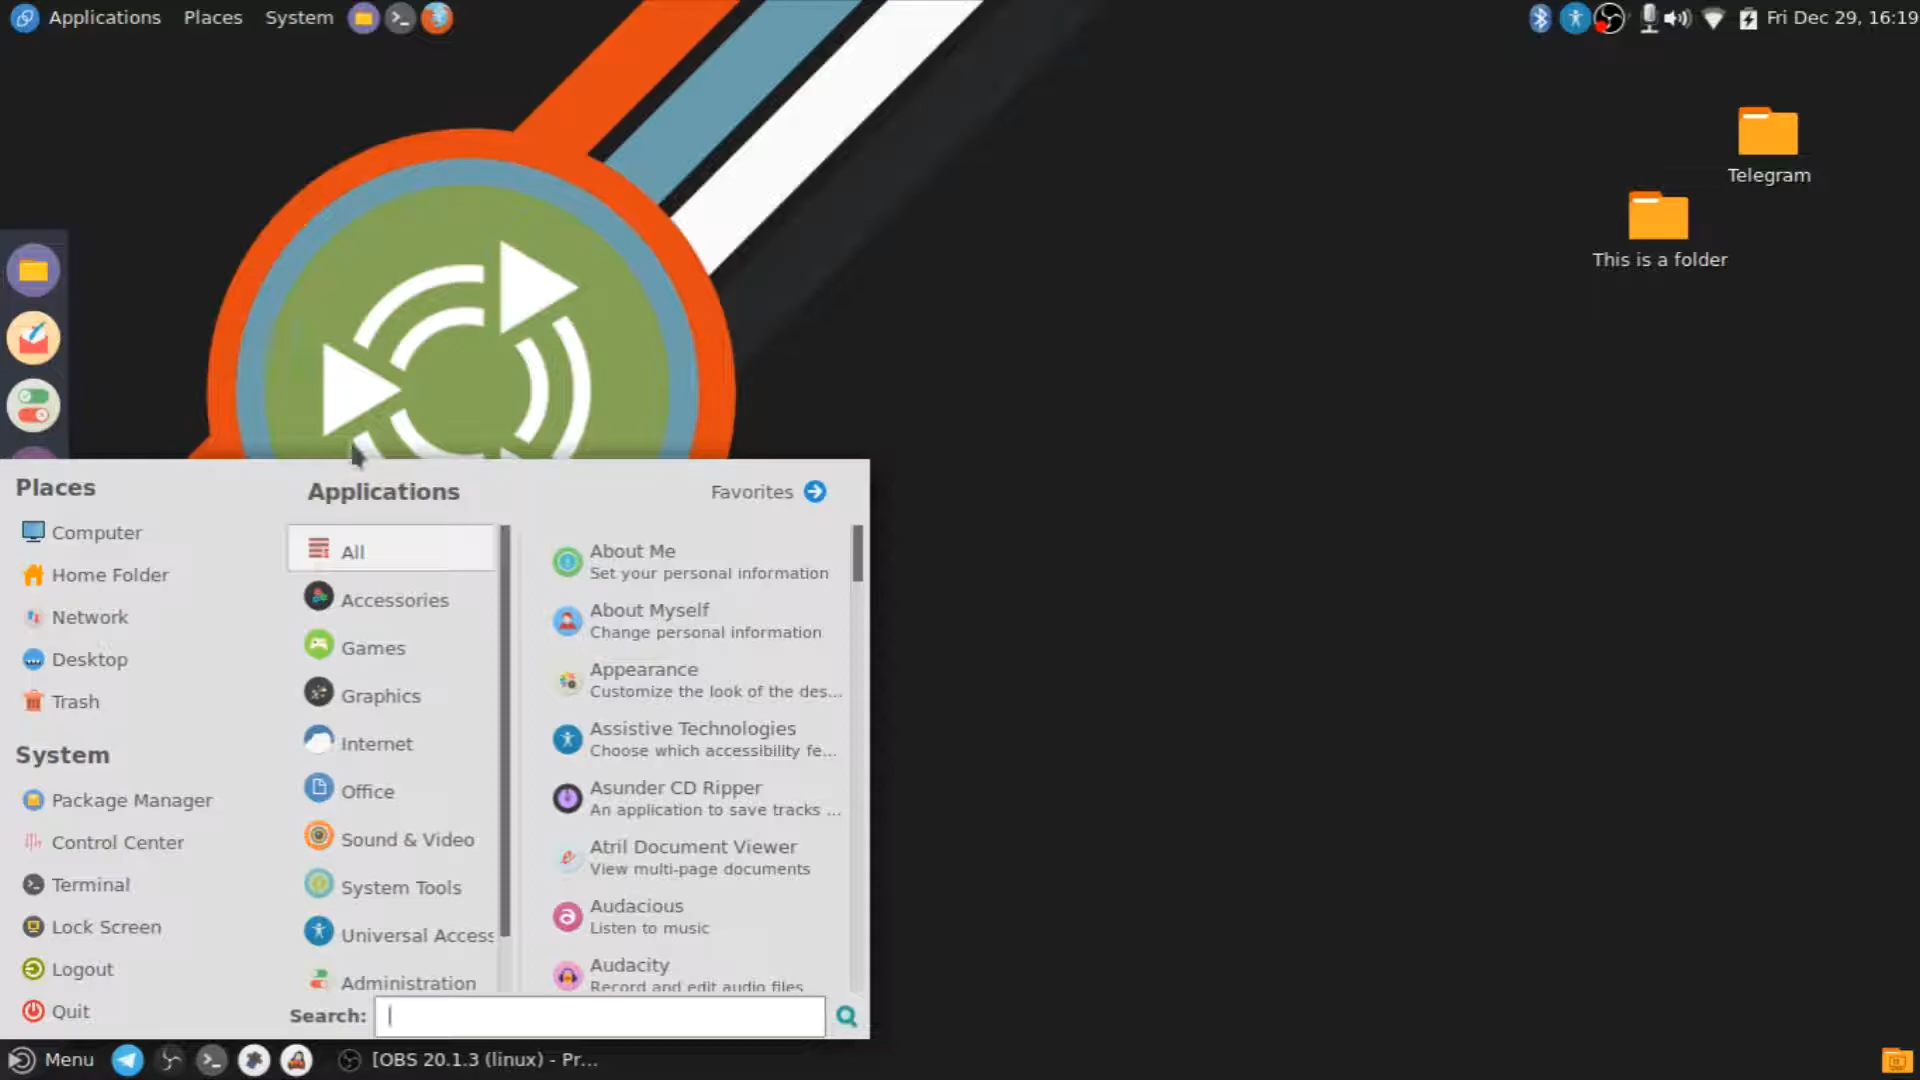 Applications Places System
Fri Dec 29, 16:19
Telegram
This is a folder
Places
Computer
Home Folder
Network
Desktop
Trash
System
Package Manager
Control Center
Terminal
Lock Screen
Logout
Quit
Applications
Favorites
All
Accessories
Games
Graphics
Internet
Office
Sound & Video
System Tools
Universal Access
Administration
About Me
Set your personal information
About Myself
Change personal information
Appearance
Customize the look of the des...
Assistive Technologies
Choose which accessibility fe...
Asunder CD Ripper
An application to save tracks ...
Atril Document Viewer
View multi-page documents
Audacious
Listen to music
Audacity
Record and edit audio files
Search:
Menu
[OBS 20.1.3 (linux) - Pr...